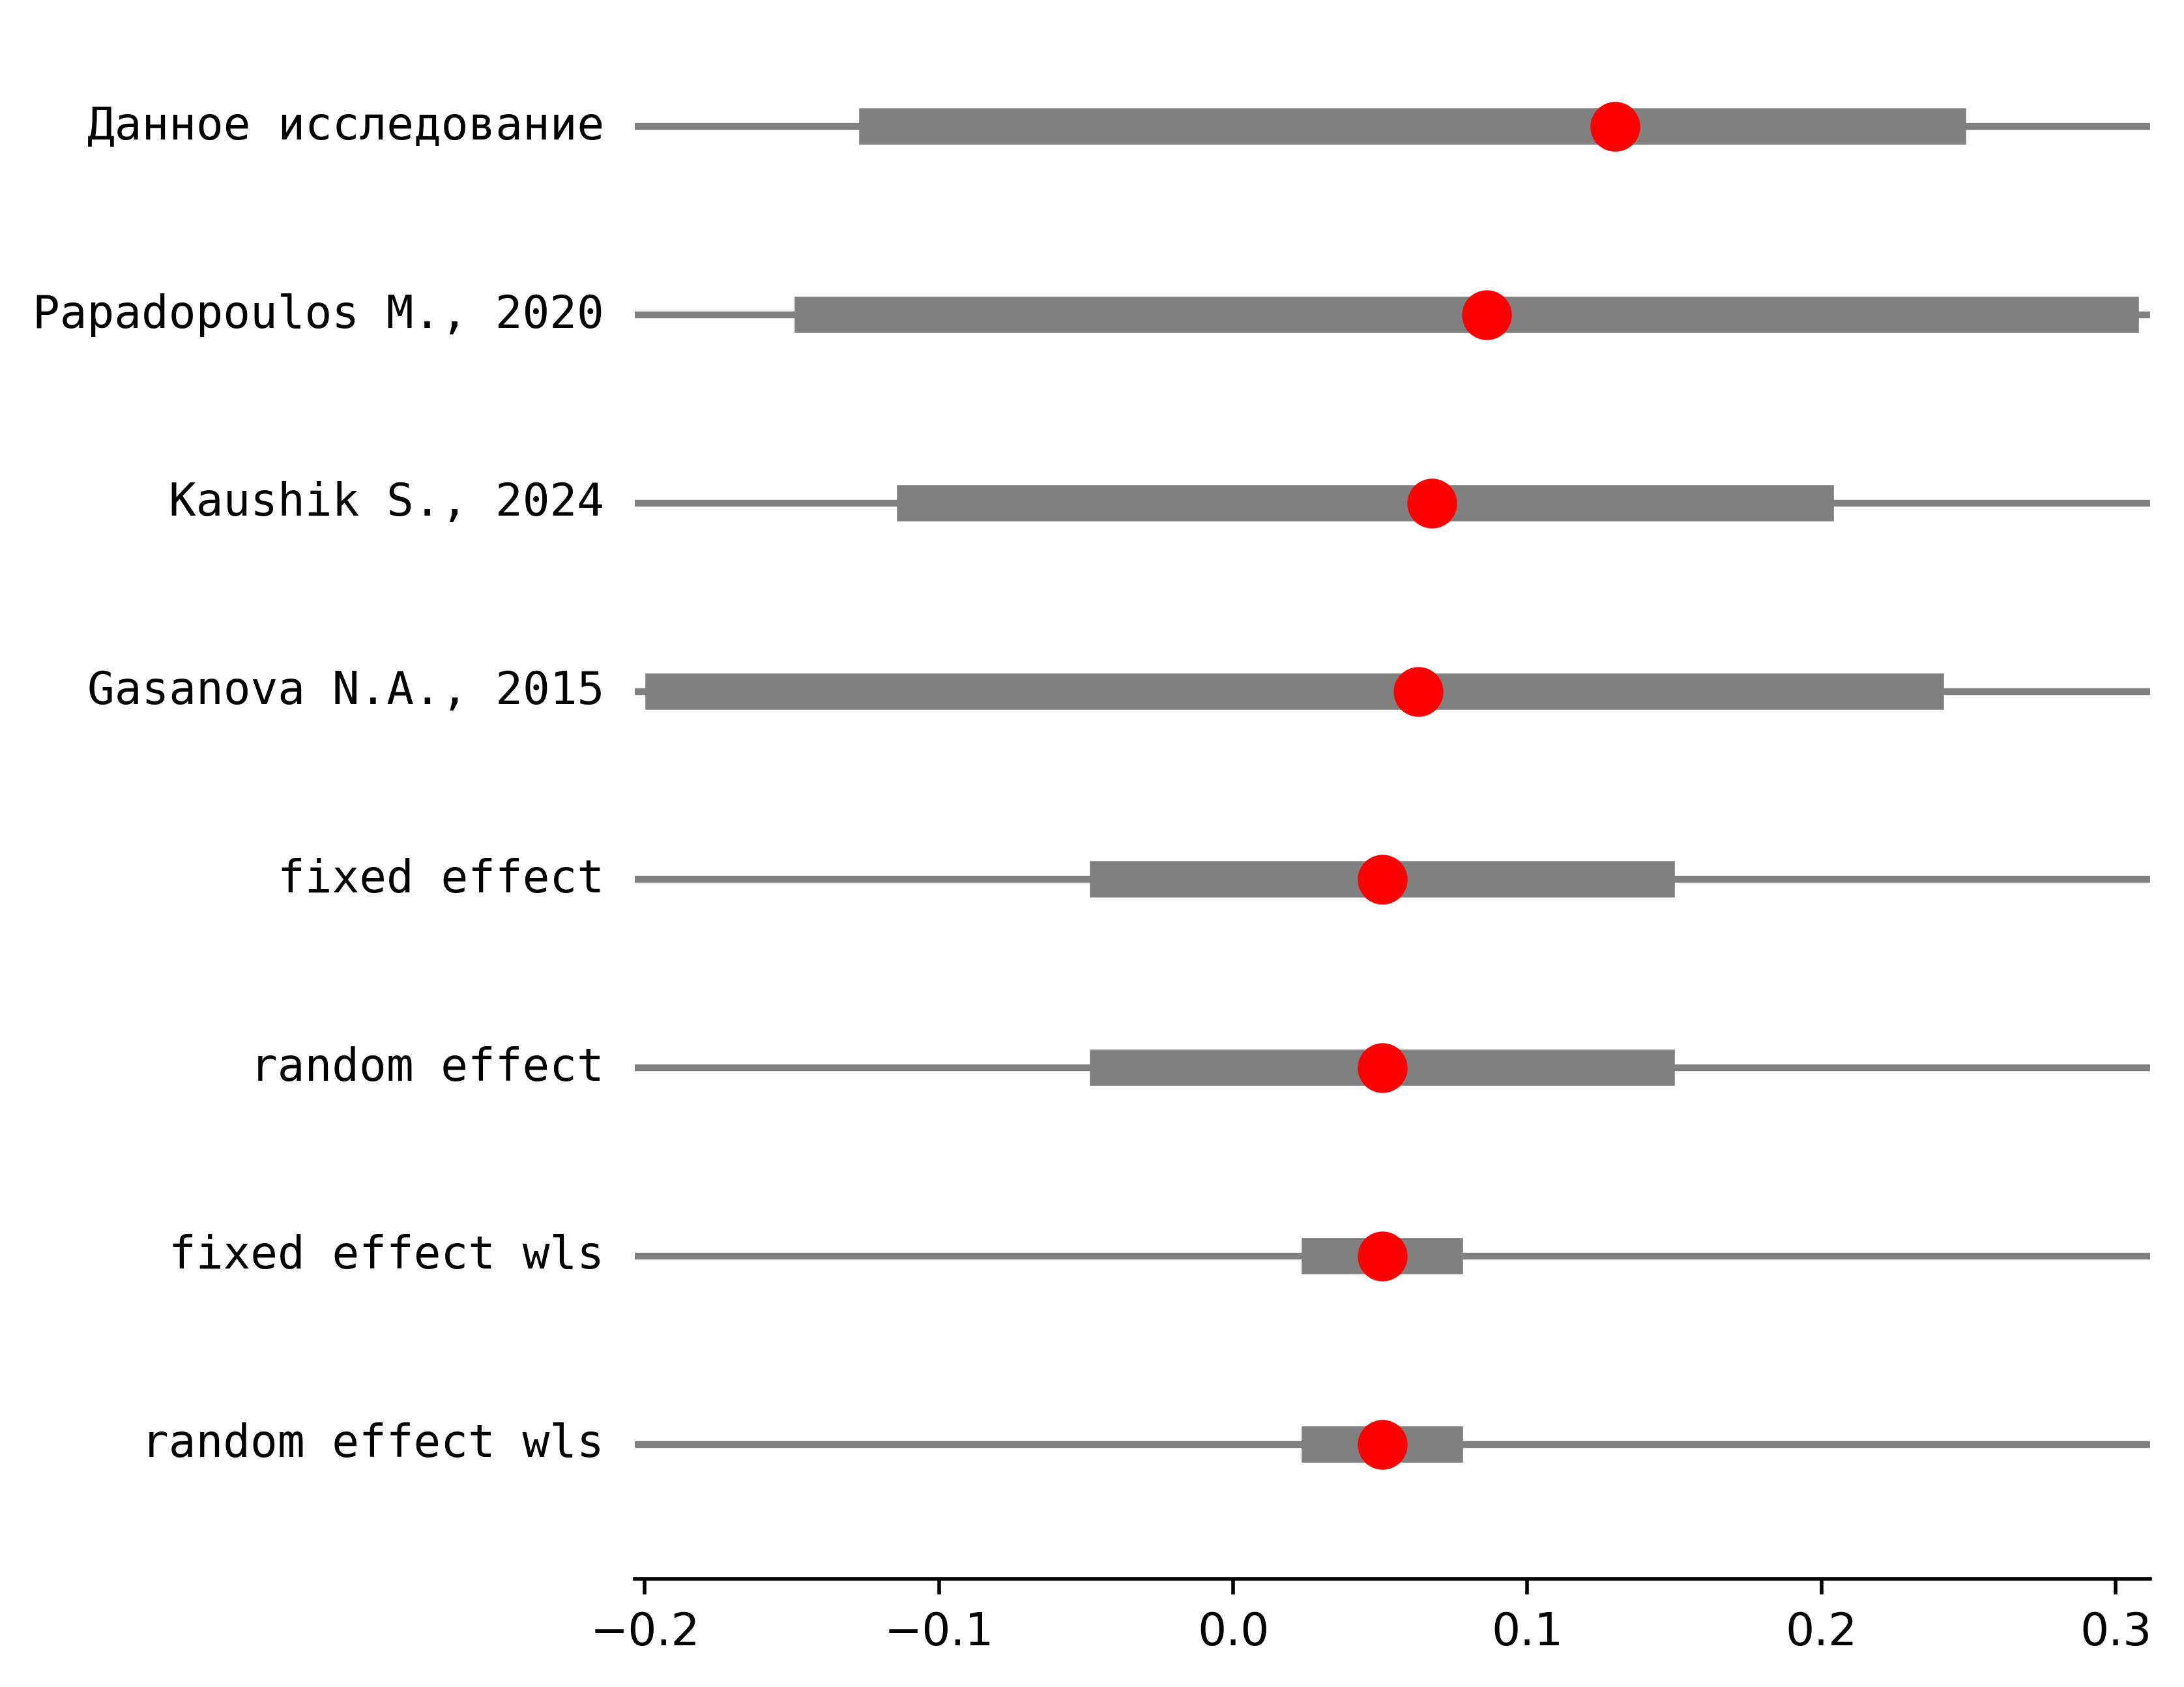 Данное исследование
Papadopoulos M., 2020
Kaushik S., 2024
Gasanova N.A., 2015
fixed effect
random effect
fixed effect wls
random effect wls
−0.2 −0.1 0.0 0.1 0.2 0.3